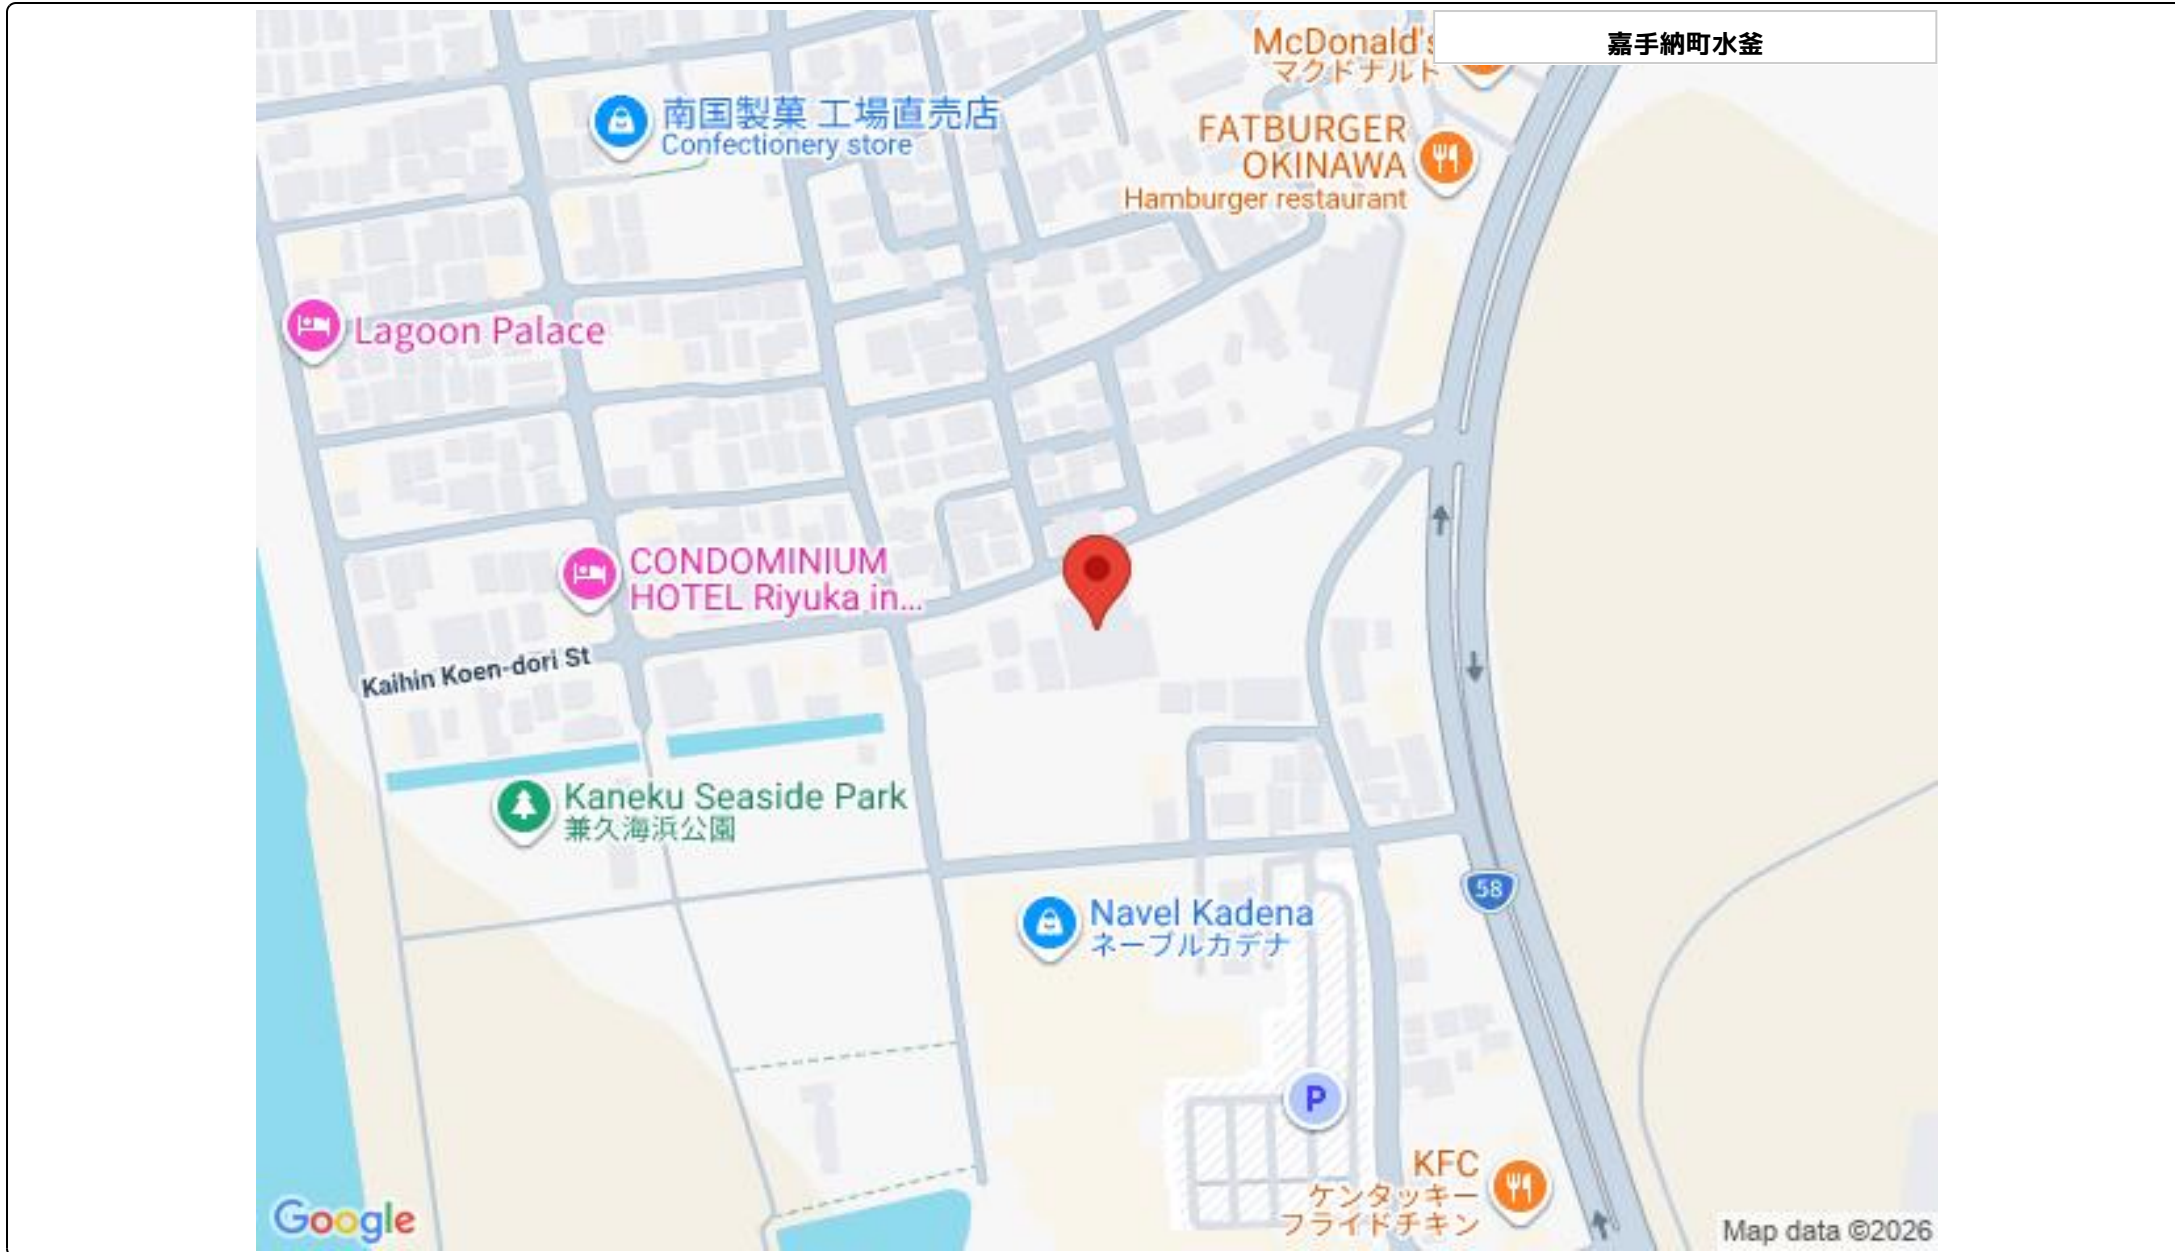 McDonald's
マクドナルド
嘉手納町水釜
南国製菓 工場直売店
Confectionery store
FATBURGER
OKINAWA
Hamburger restaurant
Lagoon Palace
CONDOMINIUM
HOTEL Riyuka in...
Kaihin Koen-dori St
Kaneku Seaside Park
兼久海浜公園
58
Navel Kadena
ネーブルカデナ
P
KFC
ケンタッキー
フライドチキン
Google
Map data ©2026